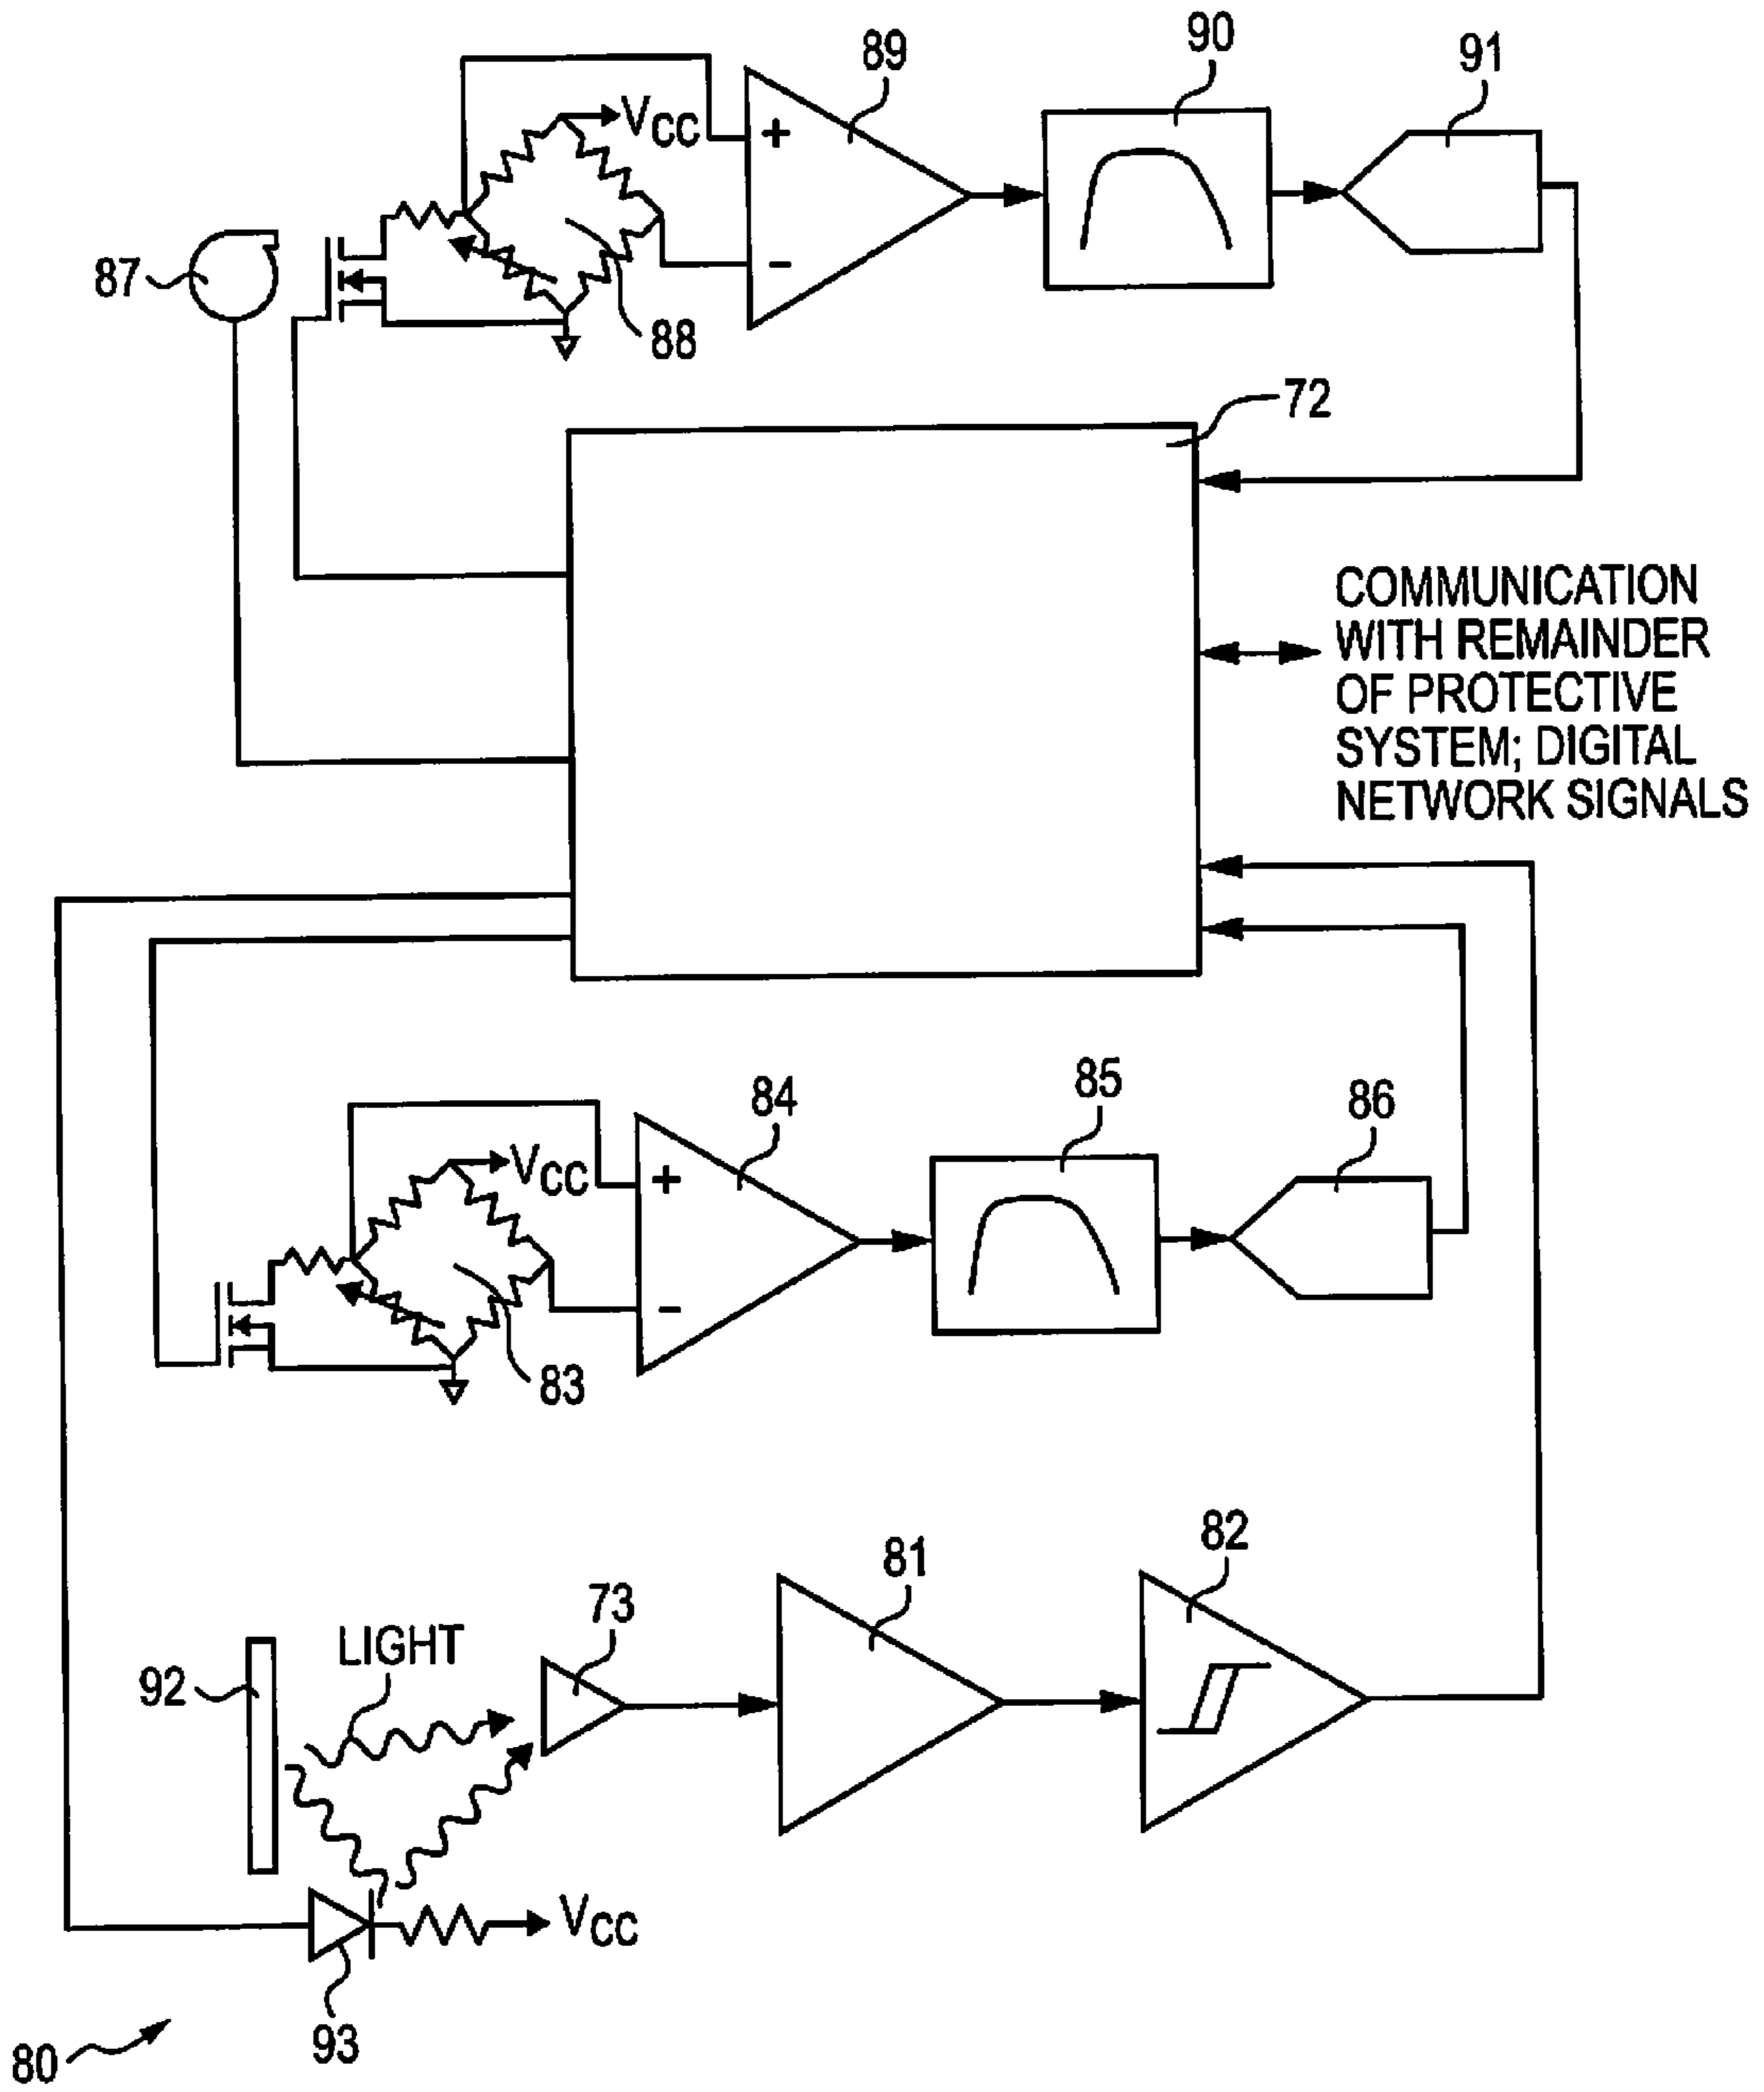 89
90
91
VCC
+
-
87
88
72
COMMUNICATION
WITH REMAINDER
OF PROTECTIVE
SYSTEM; DIGITAL
NETWORK SIGNALS
84
85
86
VCC
+
-
83
81
82
73
LIGHT
92
VCC
93
80